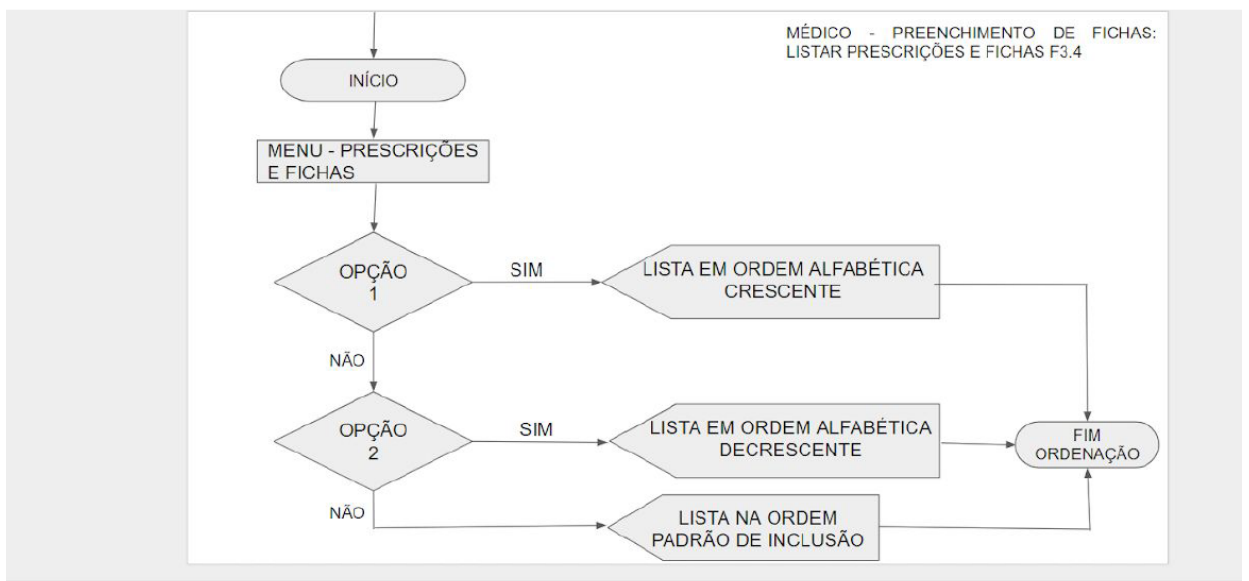 MÉDICO - PREENCHIMENTO DE FICHAS:
LISTAR PRESCRIÇÕES E FICHAS F3.4
INÍCIO
MENU - PRESCRIÇÕES
E FICHAS
OPÇÃO
1
SIM
LISTA EM ORDEM ALFABÉTICA
CRESCENTE
NÃO
OPÇÃO
2
SIM
LISTA EM ORDEM ALFABÉTICA
DECRESCENTE
FIM
ORDENAÇÃO
NÃO
LISTA NA ORDEM
PADRÃO DE INCLUSÃO